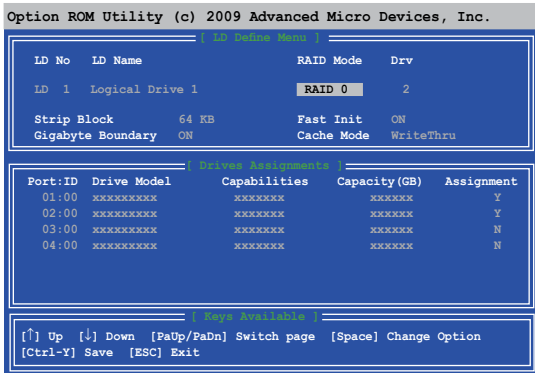 Option ROM Utility (c) 2009 Advanced Micro Devices, Inc.
[ LD Define Menu ]
LD No LD Name RAID Mode Drv
LD 1 Logical Drive 1 RAID 0 2
Strip Block 64 KB Fast Init ON
Gigabyte Boundary ON Cache Mode WriteThru
[ Drives Assignments ]
Port:ID Drive Model Capabilities Capacity(GB) Assignment
01:00 xxxxxxxxx xxxxxxx xxxxxx Y
02:00 xxxxxxxxx xxxxxxx xxxxxx Y
03:00 xxxxxxxxx xxxxxxx xxxxxx N
04:00 xxxxxxxxx xxxxxxx xxxxxx N
[ Keys Available ]
[↑] Up [↓] Down [PaUp/PaDn] Switch page [Space] Change Option
[Ctrl-Y] Save [ESC] Exit